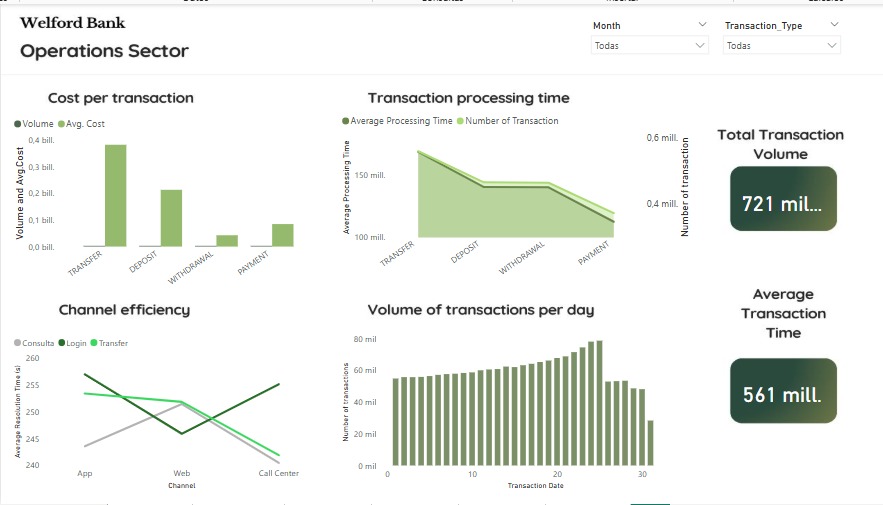 Welford Bank
Operations Sector
Month
Todas
Transaction_Type
Todas
Cost per transaction
Volume Avg. Cost
Volume and Avg.Cost
0,4 bill.
0,3 bill.
0,2 bill.
0,1 bill.
0,0 bill.
TRANSFER
DEPOSIT
WITHDRAWAL
PAYMENT
Transaction processing time
Average Processing Time Number of Transaction
Average Processing Time
150 mill.
100 mill.
TRANSFER
DEPOSIT
WITHDRAWAL
PAYMENT
0,6 mill.
0,4 mill.
Number of transaction
Total Transaction
Volume
721 mil...
Channel efficiency
Consulta Login Transfer
Average Resolution Time (s)
260
255
250
245
240
App
Web
Call Center
Channel
Volume of transactions per day
Number of transactions
80 mil
60 mil
40 mil
20 mil
0 mil
0
10
20
30
Transaction Date
Average
Transaction
Time
561 mill.